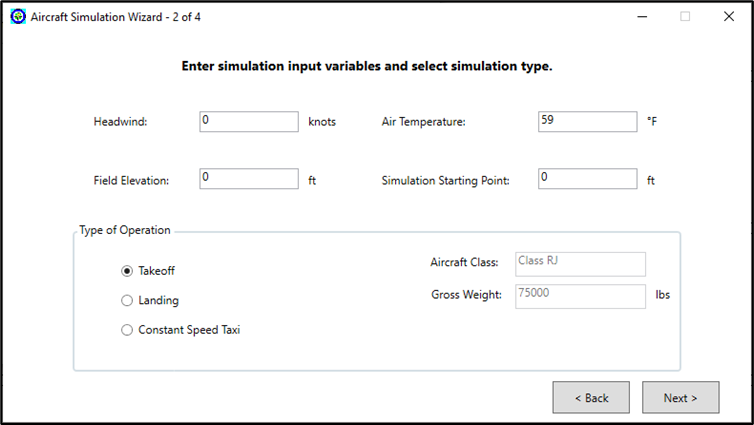 Aircraft Simulation Wizard - 2 of 4
Enter simulation input variables and select simulation type.
Headwind: 0 knots Air Temperature: 59 °F
Field Elevation: 0 ft Simulation Starting Point: 0 ft
Type of Operation
Takeoff
Landing
Constant Speed Taxi
Aircraft Class: Class RJ
Gross Weight: 75000 lbs
< Back Next >